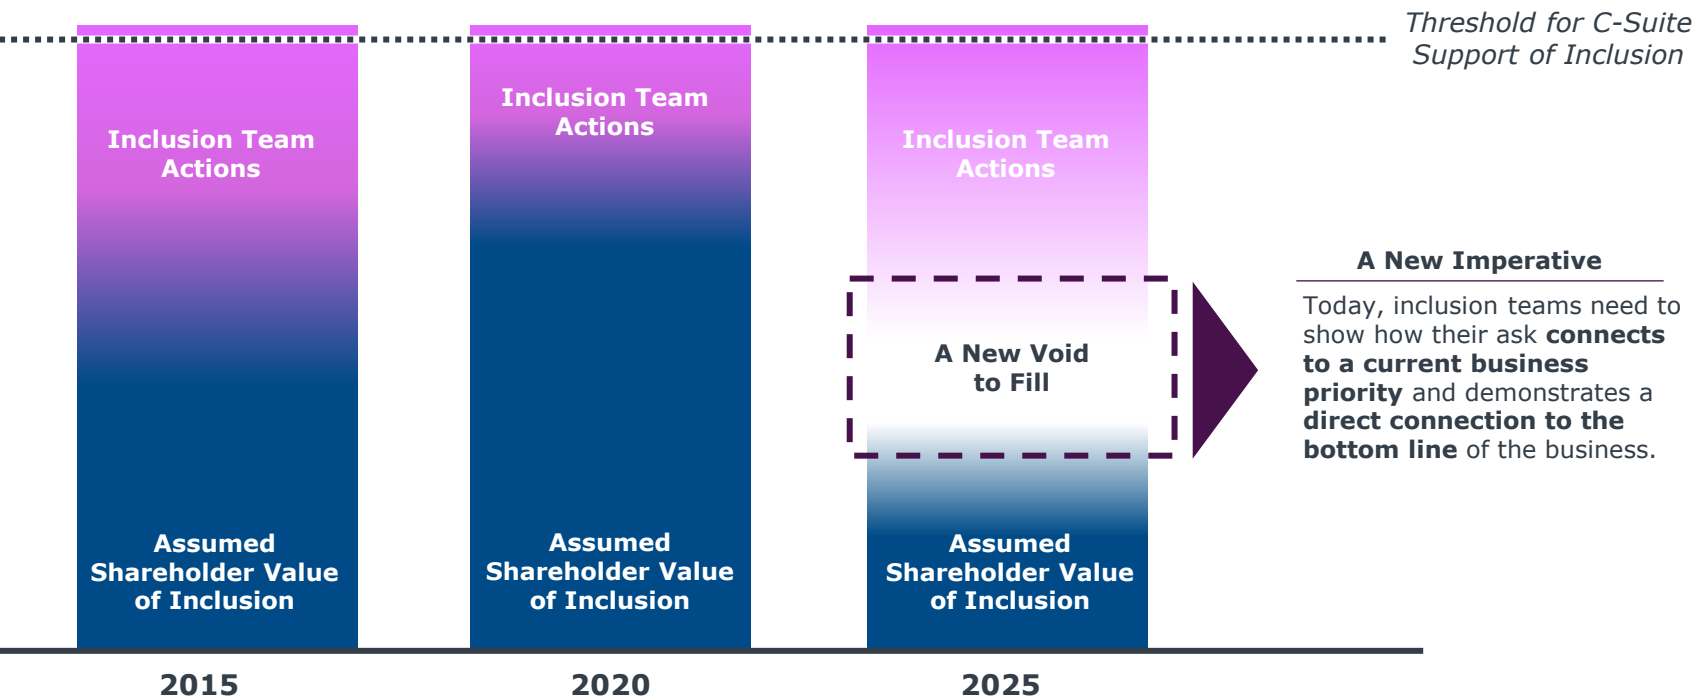 Threshold for C-Suite
Support of Inclusion
Inclusion Team
Actions
Assumed
Shareholder Value
of Inclusion
2015
Inclusion Team
Actions
Assumed
Shareholder Value
of Inclusion
2020
Inclusion Team
Actions
A New Void
to Fill
Assumed
Shareholder Value
of Inclusion
2025
A New Imperative
Today, inclusion teams need to
show how their ask connects
to a current business
priority and demonstrates a
direct connection to the
bottom line of the business.